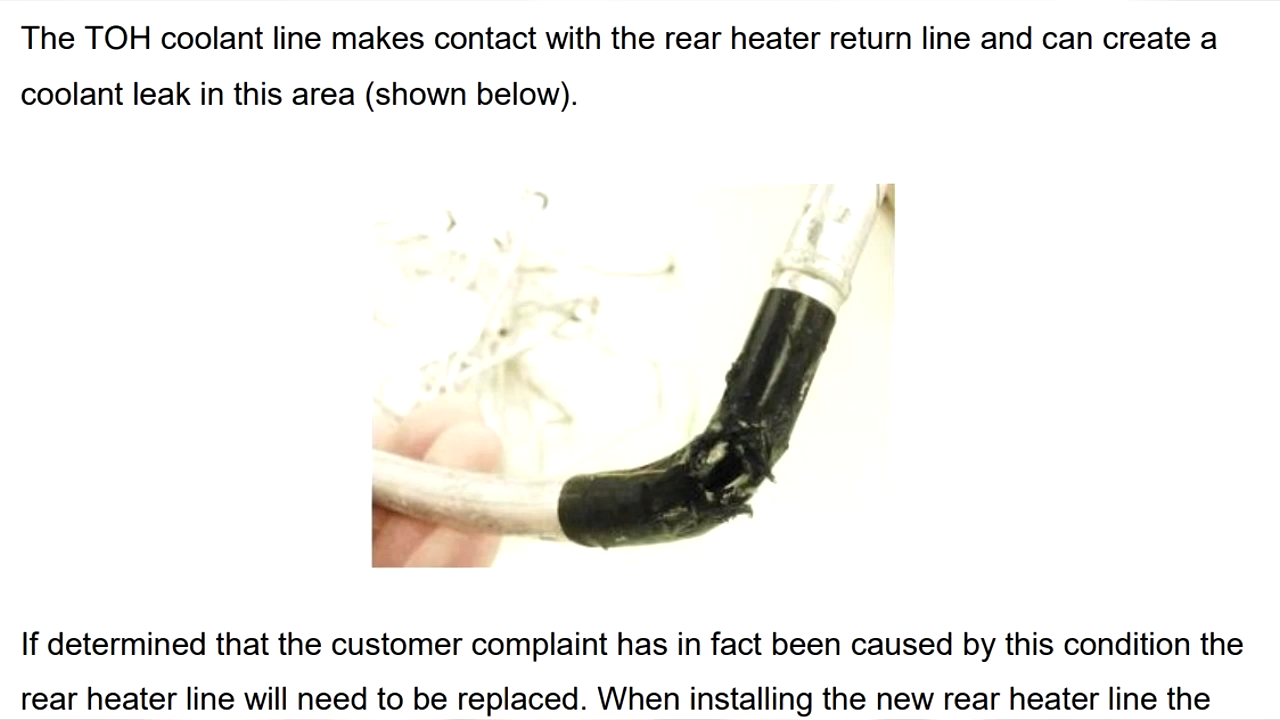 The TOH coolant line makes contact with the rear heater return line and can create a
coolant leak in this area (shown below).
If determined that the customer complaint has in fact been caused by this condition the
rear heater line will need to be replaced. When installing the new rear heater line the